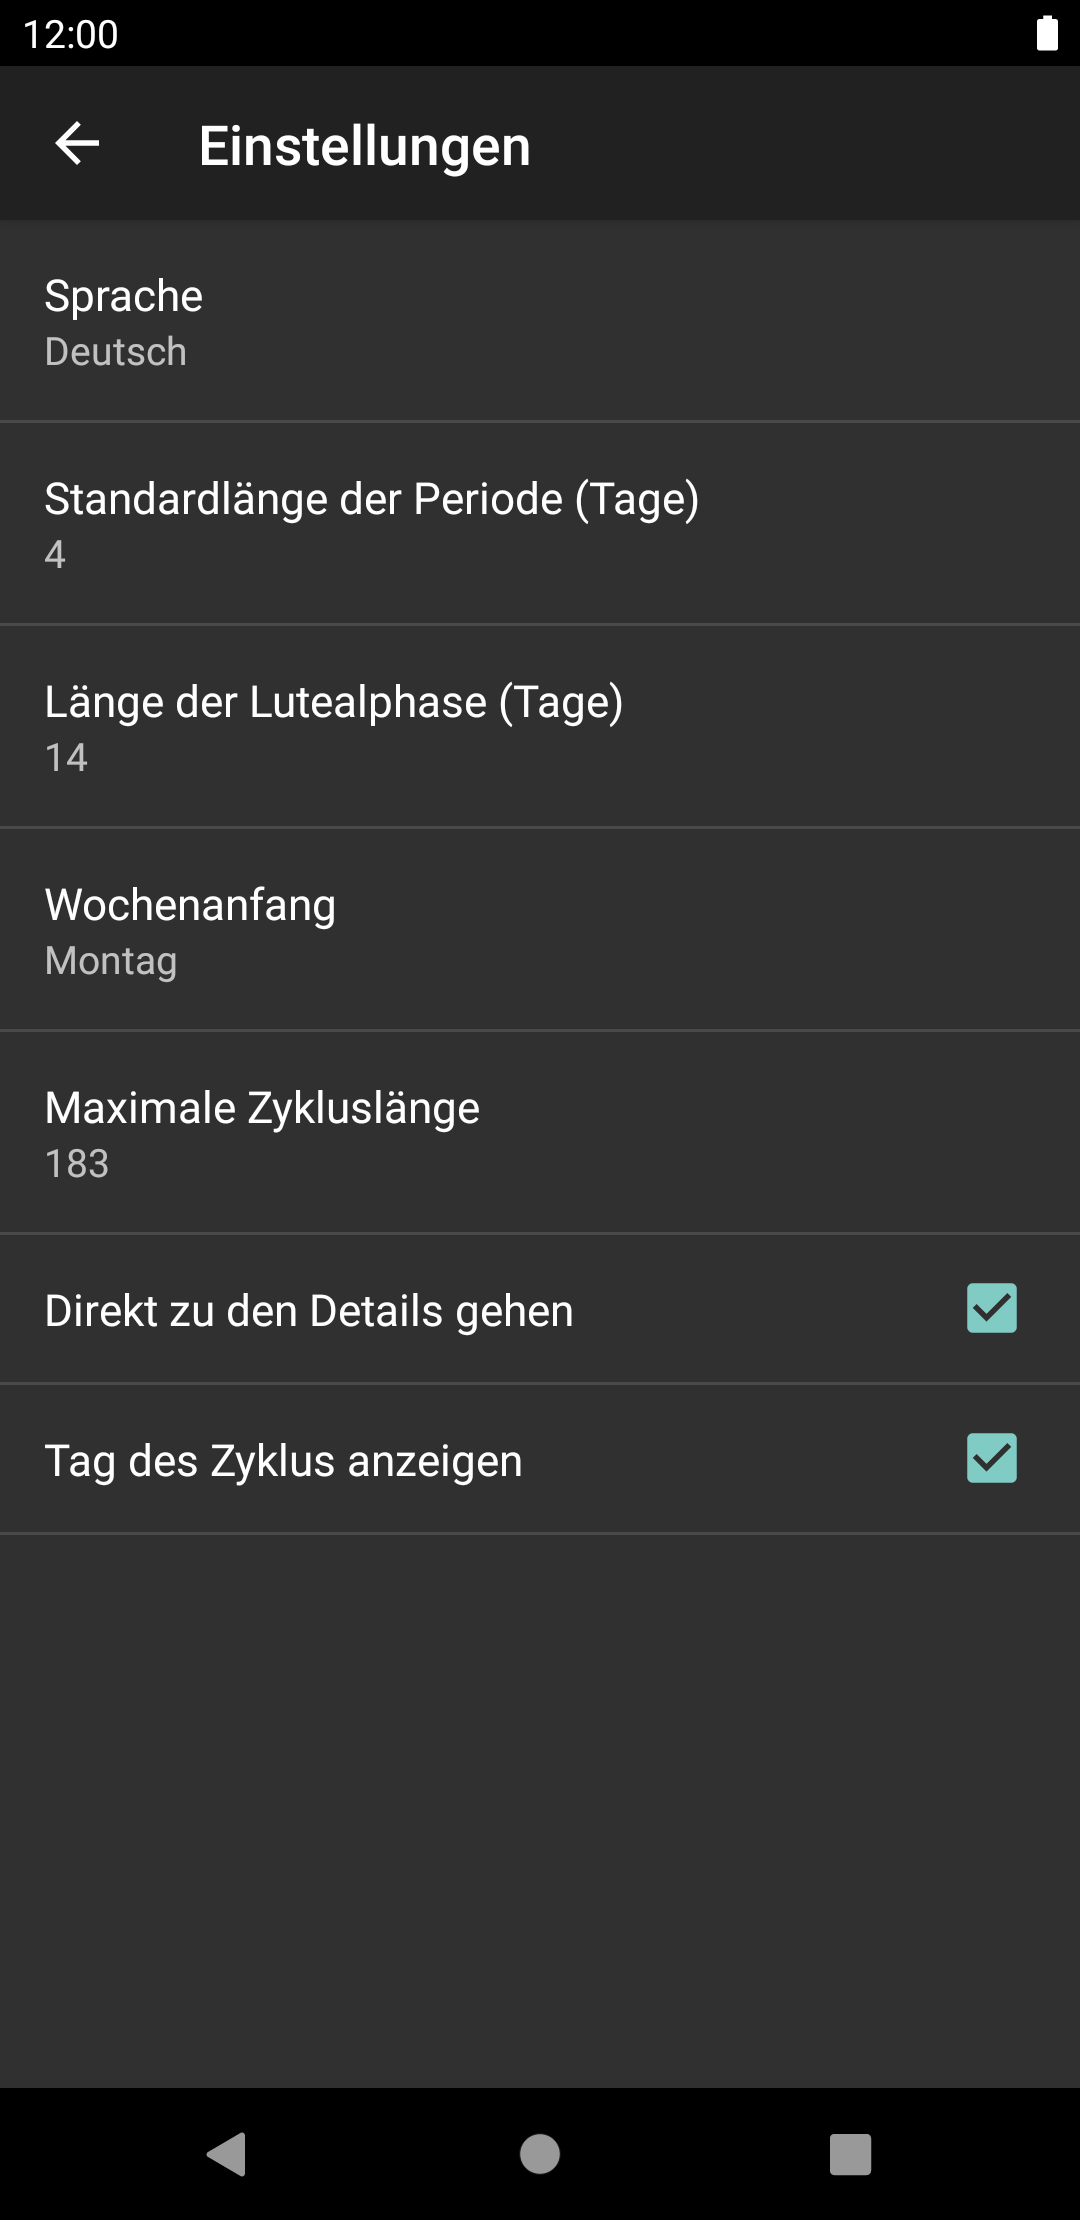 12:00
Einstellungen
Sprache
Deutsch
Standardlänge der Periode (Tage)
4
Länge der Lutealphase (Tage)
14
Wochenanfang
Montag
Maximale Zykluslänge
183
Direkt zu den Details gehen
Tag des Zyklus anzeigen